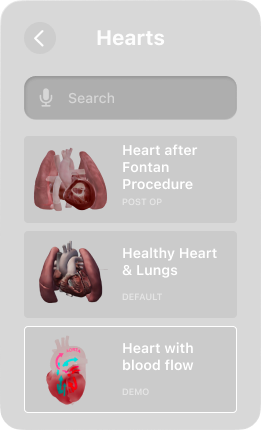 Hearts
Search
Heart after
Fontan
Procedure
POST OP
Healthy Heart
& Lungs
DEFAULT
Heart with
blood flow
DEMO